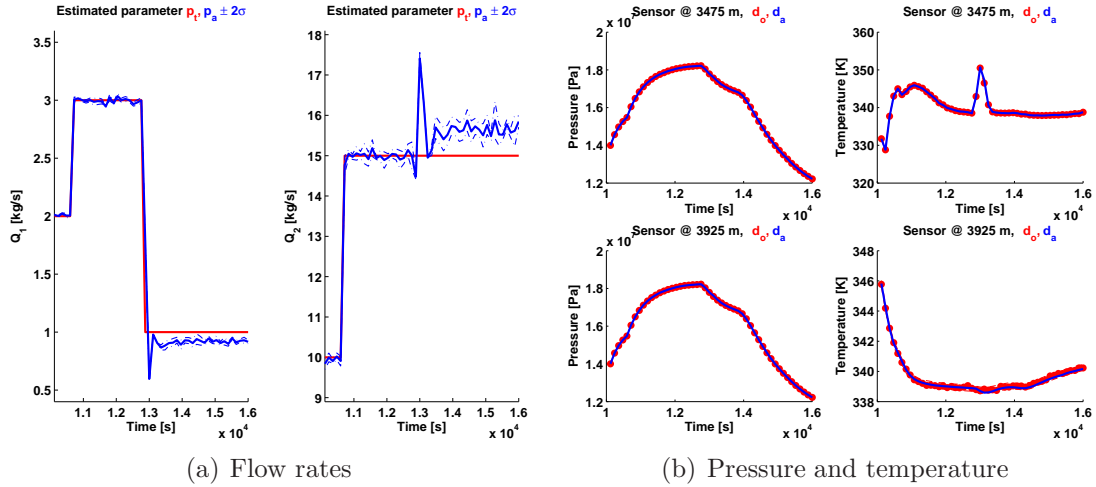 Estimated parameter p_t, p_a ± 2σ
Q_1 [kg/s]
3.5
3
2.5
2
1.5
1
0.5
1.1 1.2 1.3 1.4 1.5 1.6
Time [s]
x 10^4
Estimated parameter p_t, p_a ± 2σ
Q_2 [kg/s]
18
17
16
15
14
13
12
11
10
9
1.1 1.2 1.3 1.4 1.5 1.6
Time [s]
x 10^4
(a) Flow rates
x 10^7
Sensor @ 3475 m, d_o, d_a
Pressure [Pa]
2
1.8
1.6
1.4
1.2
1 1.2 1.4 1.6
Time [s]
x 10^4
Sensor @ 3475 m, d_o, d_a
Temperature [K]
360
350
340
330
320
1 1.2 1.4 1.6
Time [s]
x 10^4
x 10^7
Sensor @ 3925 m, d_o, d_a
Pressure [Pa]
2
1.8
1.6
1.4
1.2
1 1.2 1.4 1.6
Time [s]
x 10^4
Sensor @ 3925 m, d_o, d_a
Temperature [K]
348
346
344
342
340
338
1 1.2 1.4 1.6
Time [s]
x 10^4
(b) Pressure and temperature